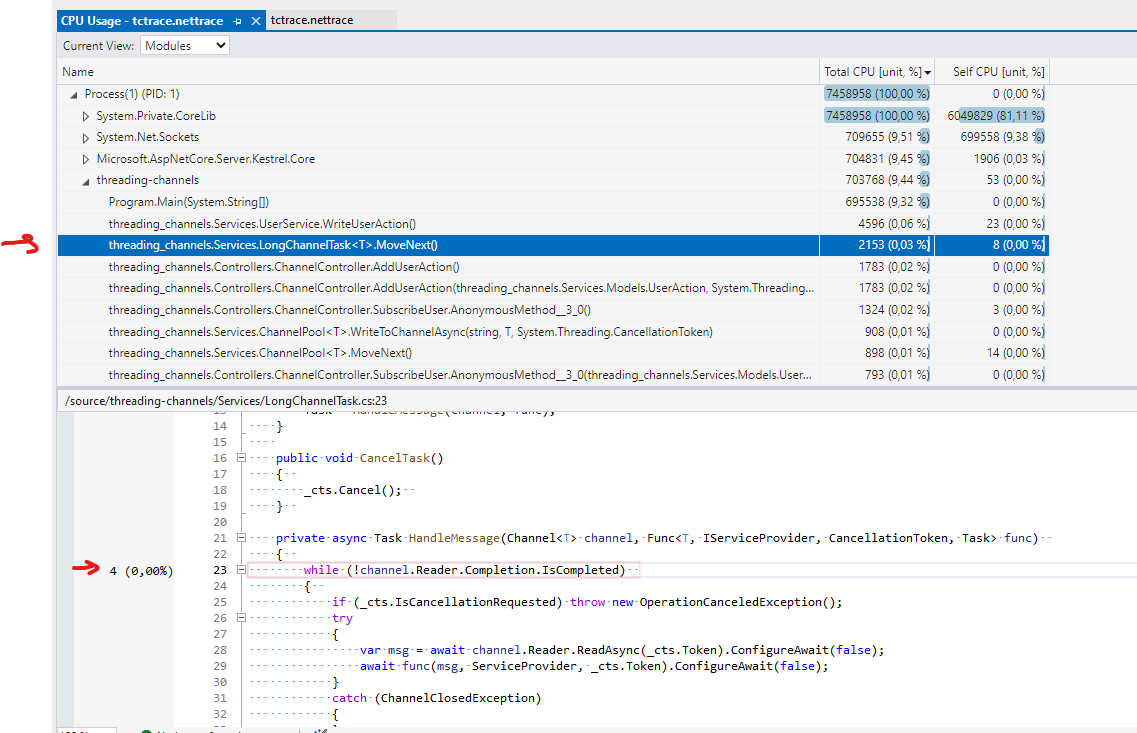 CPU Usage - tctrace.nettrace tctrace.nettrace
Current View: Modules
Name Total CPU [unit, %] Self CPU [unit, %]
Process(1) (PID: 1) 7458958 (100,00 %) 0 (0,00 %)
System.Private.CoreLib 7458958 (100,00 %) 6049829 (81,11 %)
System.Net.Sockets 709655 (9,51 %) 699558 (9,38 %)
Microsoft.AspNetCore.Server.Kestrel.Core 704831 (9,45 %) 1906 (0,03 %)
threading-channels 703768 (9,44 %) 53 (0,00 %)
Program.Main(System.String[]) 695538 (9,32 %) 0 (0,00 %)
threading_channels.Services.UserService.WriteUserAction() 4596 (0,06 %) 23 (0,00 %)
threading_channels.Services.LongChannelTask<T>.MoveNext() 2153 (0,03 %) 8 (0,00 %)
threading_channels.Controllers.ChannelController.AddUserAction() 1783 (0,02 %) 0 (0,00 %)
threading_channels.Controllers.ChannelController.AddUserAction(threading_channels.Services.Models.UserAction, System.Threading... 1783 (0,02 %) 0 (0,00 %)
threading_channels.Controllers.ChannelController.SubscribeUser.AnonymousMethod__3_0() 1324 (0,02 %) 3 (0,00 %)
threading_channels.Services.ChannelPool<T>.WriteToChannelAsync(string, T, System.Threading.CancellationToken) 908 (0,01 %) 0 (0,00 %)
threading_channels.Services.ChannelPool<T>.MoveNext() 898 (0,01 %) 14 (0,00 %)
threading_channels.Controllers.ChannelController.SubscribeUser.AnonymousMethod__3_0(threading_channels.Services.Models.User... 793 (0,01 %) 0 (0,00 %)
/source/threading-channels/Services/LongChannelTask.cs:23
14 }
15
16 public void CancelTask()
17 {
18 _cts.Cancel();
19 }
20
21 private async Task HandleMessage(Channel<T> channel, Func<T, IServiceProvider, CancellationToken, Task> func)
22 {
4 (0,00%) 23 while (!channel.Reader.Completion.IsCompleted)
24 {
25 if (_cts.IsCancellationRequested) throw new OperationCanceledException();
26 try
27 {
28 var msg = await channel.Reader.ReadAsync(_cts.Token).ConfigureAwait(false);
29 await func(msg, ServiceProvider, _cts.Token).ConfigureAwait(false);
30 }
31 catch (ChannelClosedException)
32 {